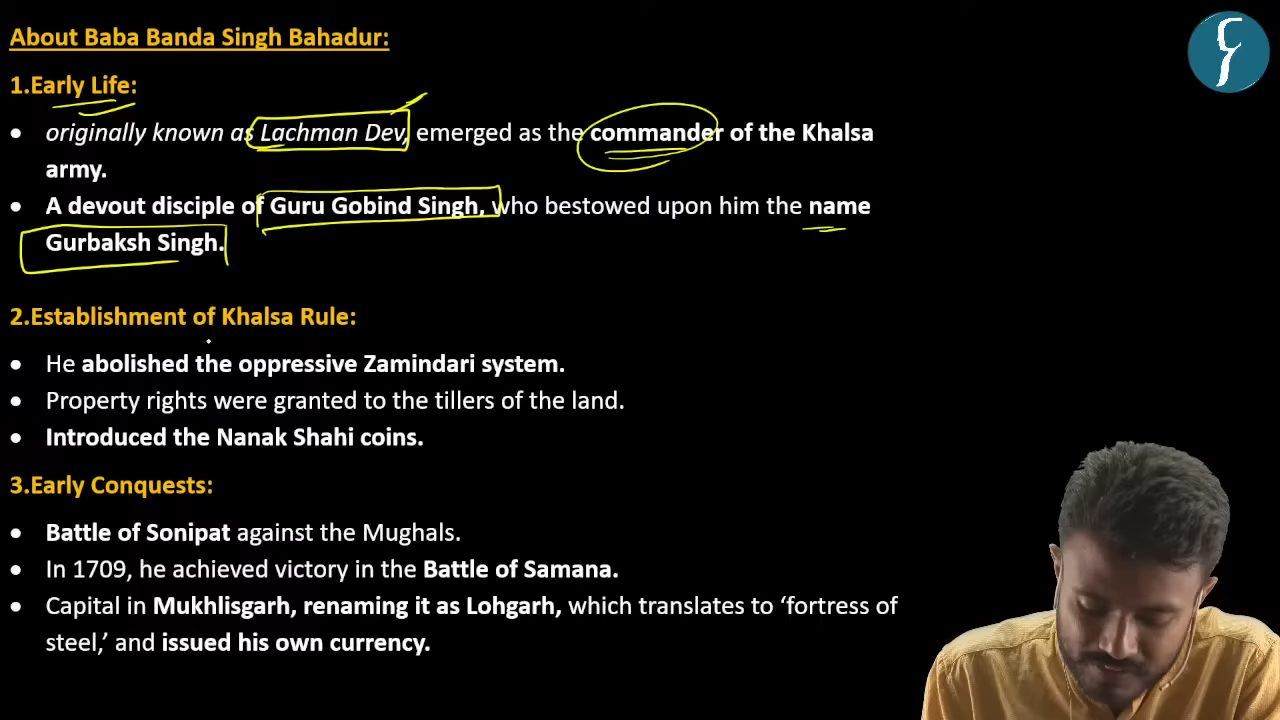 About Baba Banda Singh Bahadur:
1.Early Life:
• originally known as Lachman Dev, emerged as the commander of the Khalsa
army.
• A devout disciple of Guru Gobind Singh, who bestowed upon him the name
Gurbaksh Singh.
2.Establishment of Khalsa Rule:
• He abolished the oppressive Zamindari system.
• Property rights were granted to the tillers of the land.
• Introduced the Nanak Shahi coins.
3.Early Conquests:
• Battle of Sonipat against the Mughals.
• In 1709, he achieved victory in the Battle of Samana.
• Capital in Mukhlisgarh, renaming it as Lohgarh, which translates to ‘fortress of
steel,’ and issued his own currency.